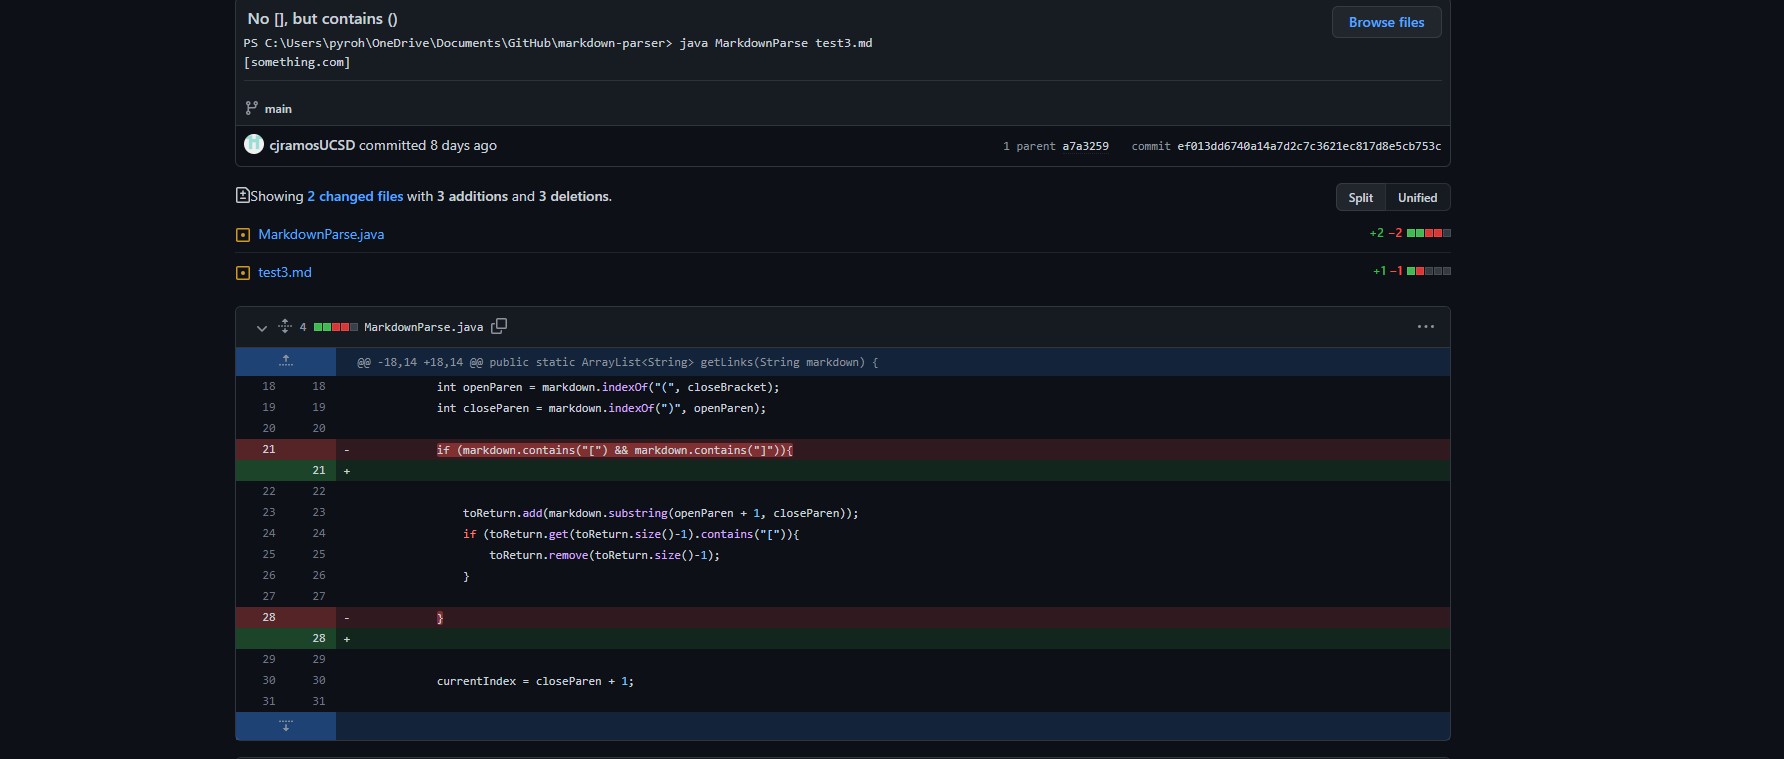 No [], but contains ()
Browse files
PS C:\Users\pyroh\OneDrive\Documents\GitHub\markdown-parser> java MarkdownParse test3.md
[something.com]
main
cjramosUCSD committed 8 days ago
1 parent a7a3259 commit ef013dd6740a14a7d2c7c3621ec817d8e5cb753c
Showing 2 changed files with 3 additions and 3 deletions.
Split Unified
MarkdownParse.java +2 −2
test3.md +1 −1
4 MarkdownParse.java
@@ -18,14 +18,14 @@ public static ArrayList<String> getLinks(String markdown) {
18 18 int openParen = markdown.indexOf("(", closeBracket);
19 19 int closeParen = markdown.indexOf(")", openParen);
20 20
21 - if (markdown.contains("[") && markdown.contains("]")){
21 +
22 22
23 23 toReturn.add(markdown.substring(openParen + 1, closeParen));
24 24 if (toReturn.get(toReturn.size()-1).contains("[")){
25 25 toReturn.remove(toReturn.size()-1);
26 26 }
27 27
28 - }
28 +
29 29
30 30 currentIndex = closeParen + 1;
31 31